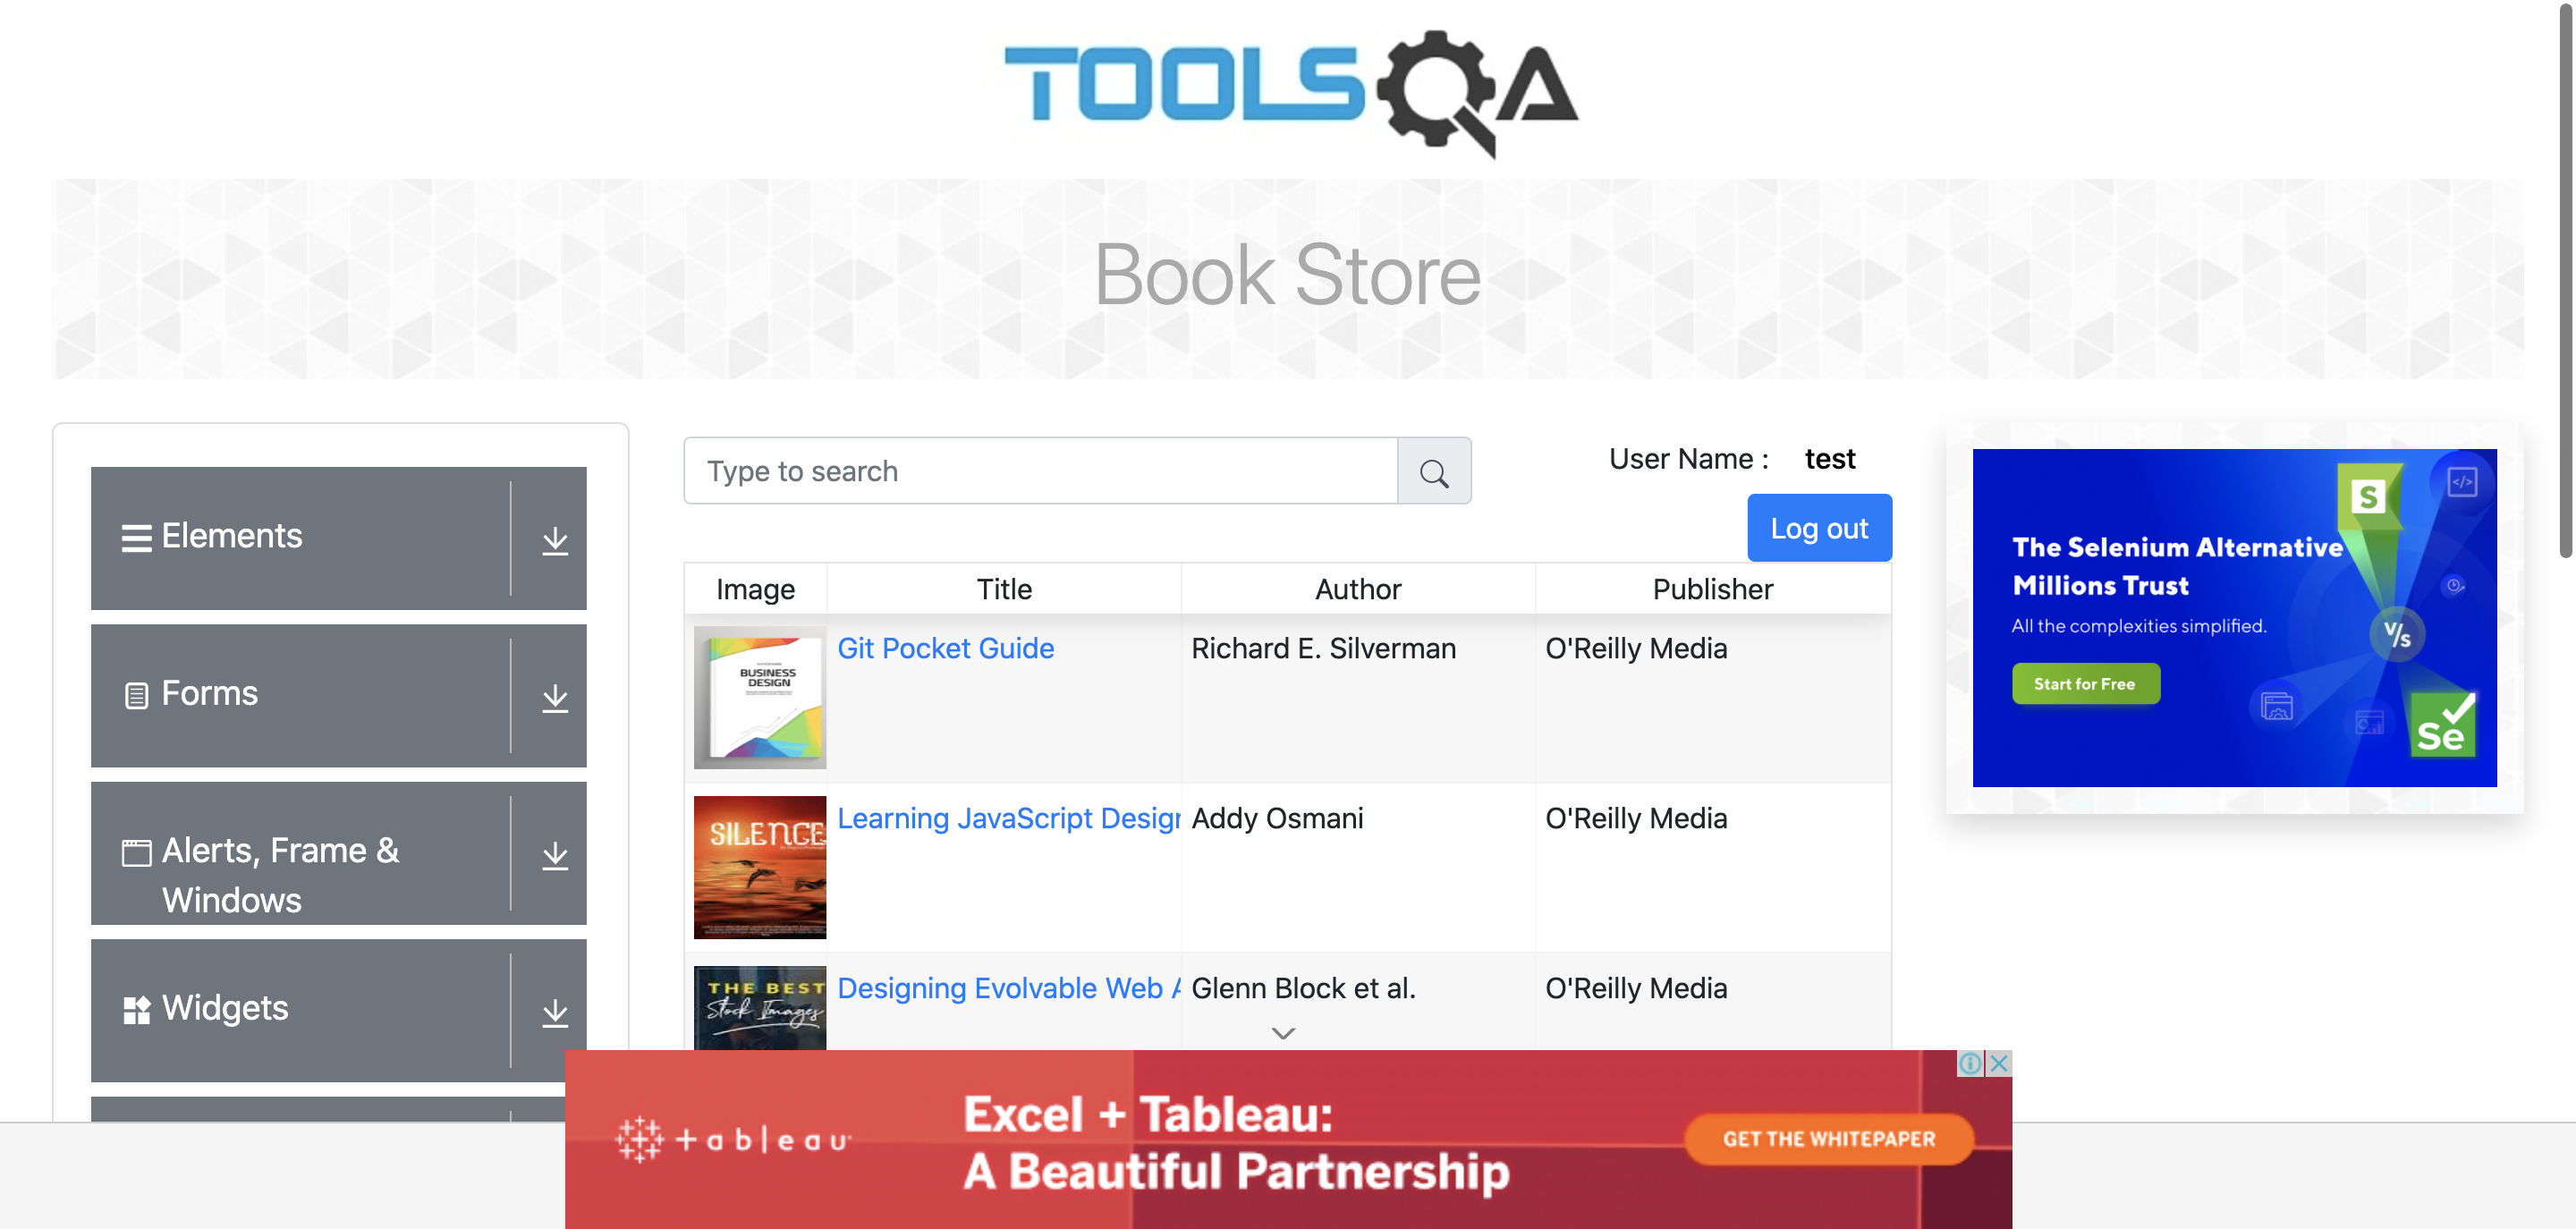 TOOLSQA
Book Store
Elements
Forms
Alerts, Frame &
Windows
Widgets
Type to search
User Name : test
Log out
Image Title Author Publisher
BUSINESS
DESIGN
Git Pocket Guide Richard E. Silverman O'Reilly Media
SILENCE
Learning JavaScript Design Addy Osmani O'Reilly Media
THE BEST
Stock Images
Designing Evolvable Web A Glenn Block et al. O'Reilly Media
The Selenium Alternative
Millions Trust
All the complexities simplified.
Start for Free
S
</>
V/s
Se
+ableau
Excel + Tableau:
A Beautiful Partnership
GET THE WHITEPAPER